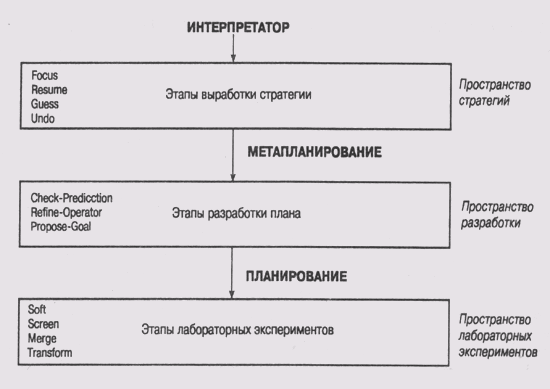 ИНТЕРПРЕТАТОР
Focus
Resume
Guess
Undo
Этапы выработки стратегии
Пространство
стратегий
МЕТАПЛАНИРОВАНИЕ
Check-Predicction
Refine-Operator
Propose-Goal
Этапы разработки плана
Пространство
разработки
ПЛАНИРОВАНИЕ
Soft
Screen
Merge
Transform
Этапы лабораторных экспериментов
Пространство
лабораторных
экспериментов